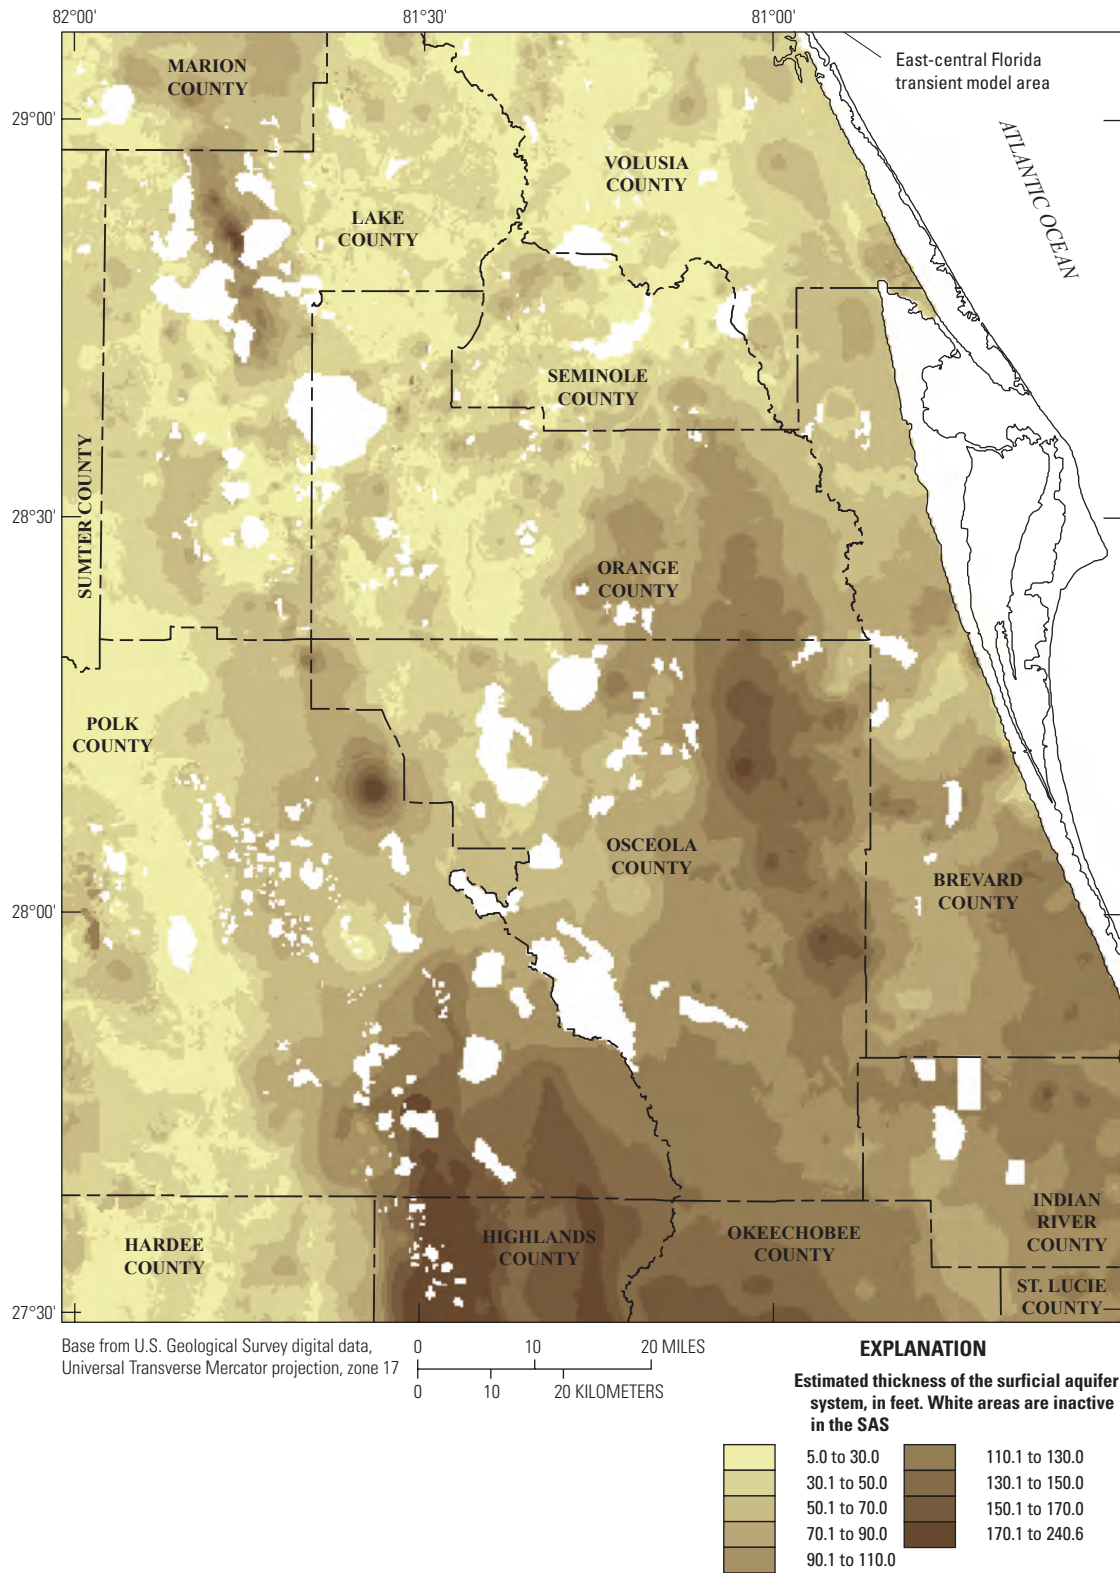 82°00'
81°30'
81°00'
East-central Florida
transient model area
MARION
COUNTY
29°00'
ATLANTIC OCEAN
VOLUSIA
COUNTY
LAKE
COUNTY
SEMINOLE
COUNTY
SUMTER COUNTY
28°30'
ORANGE
COUNTY
POLK
COUNTY
OSCEOLA
COUNTY
BREVARD
COUNTY
28°00'
HARDEE
COUNTY
HIGHLANDS
COUNTY
OKEECHOBEE
COUNTY
INDIAN
RIVER
COUNTY
ST. LUCIE
COUNTY
27°30'
Base from U.S. Geological Survey digital data,
Universal Transverse Mercator projection, zone 17
0 10 20 MILES
0 10 20 KILOMETERS
EXPLANATION
Estimated thickness of the surficial aquifer
system, in feet. White areas are inactive
in the SAS
5.0 to 30.0
30.1 to 50.0
50.1 to 70.0
70.1 to 90.0
90.1 to 110.0
110.1 to 130.0
130.1 to 150.0
150.1 to 170.0
170.1 to 240.6